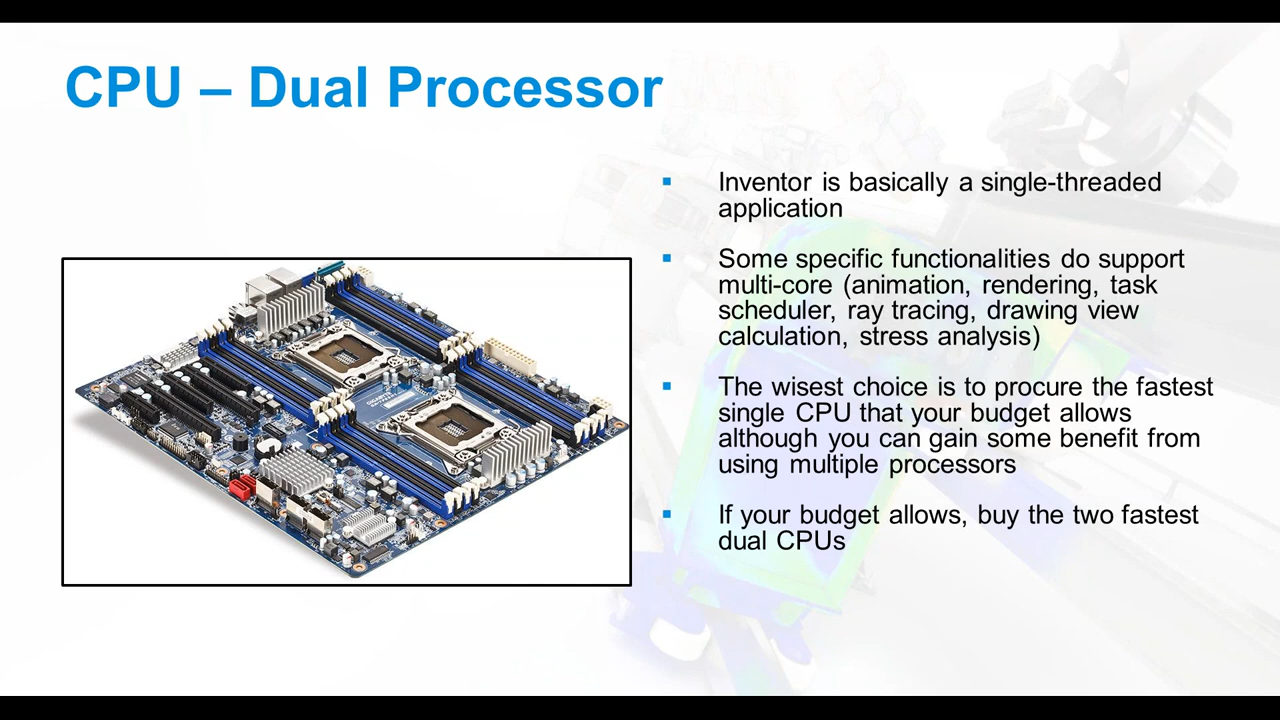 CPU – Dual Processor
Inventor is basically a single-threaded
application
Some specific functionalities do support
multi-core (animation, rendering, task
scheduler, ray tracing, drawing view
calculation, stress analysis)
The wisest choice is to procure the fastest
single CPU that your budget allows
although you can gain some benefit from
using multiple processors
If your budget allows, buy the two fastest
dual CPUs
GIGABYTE